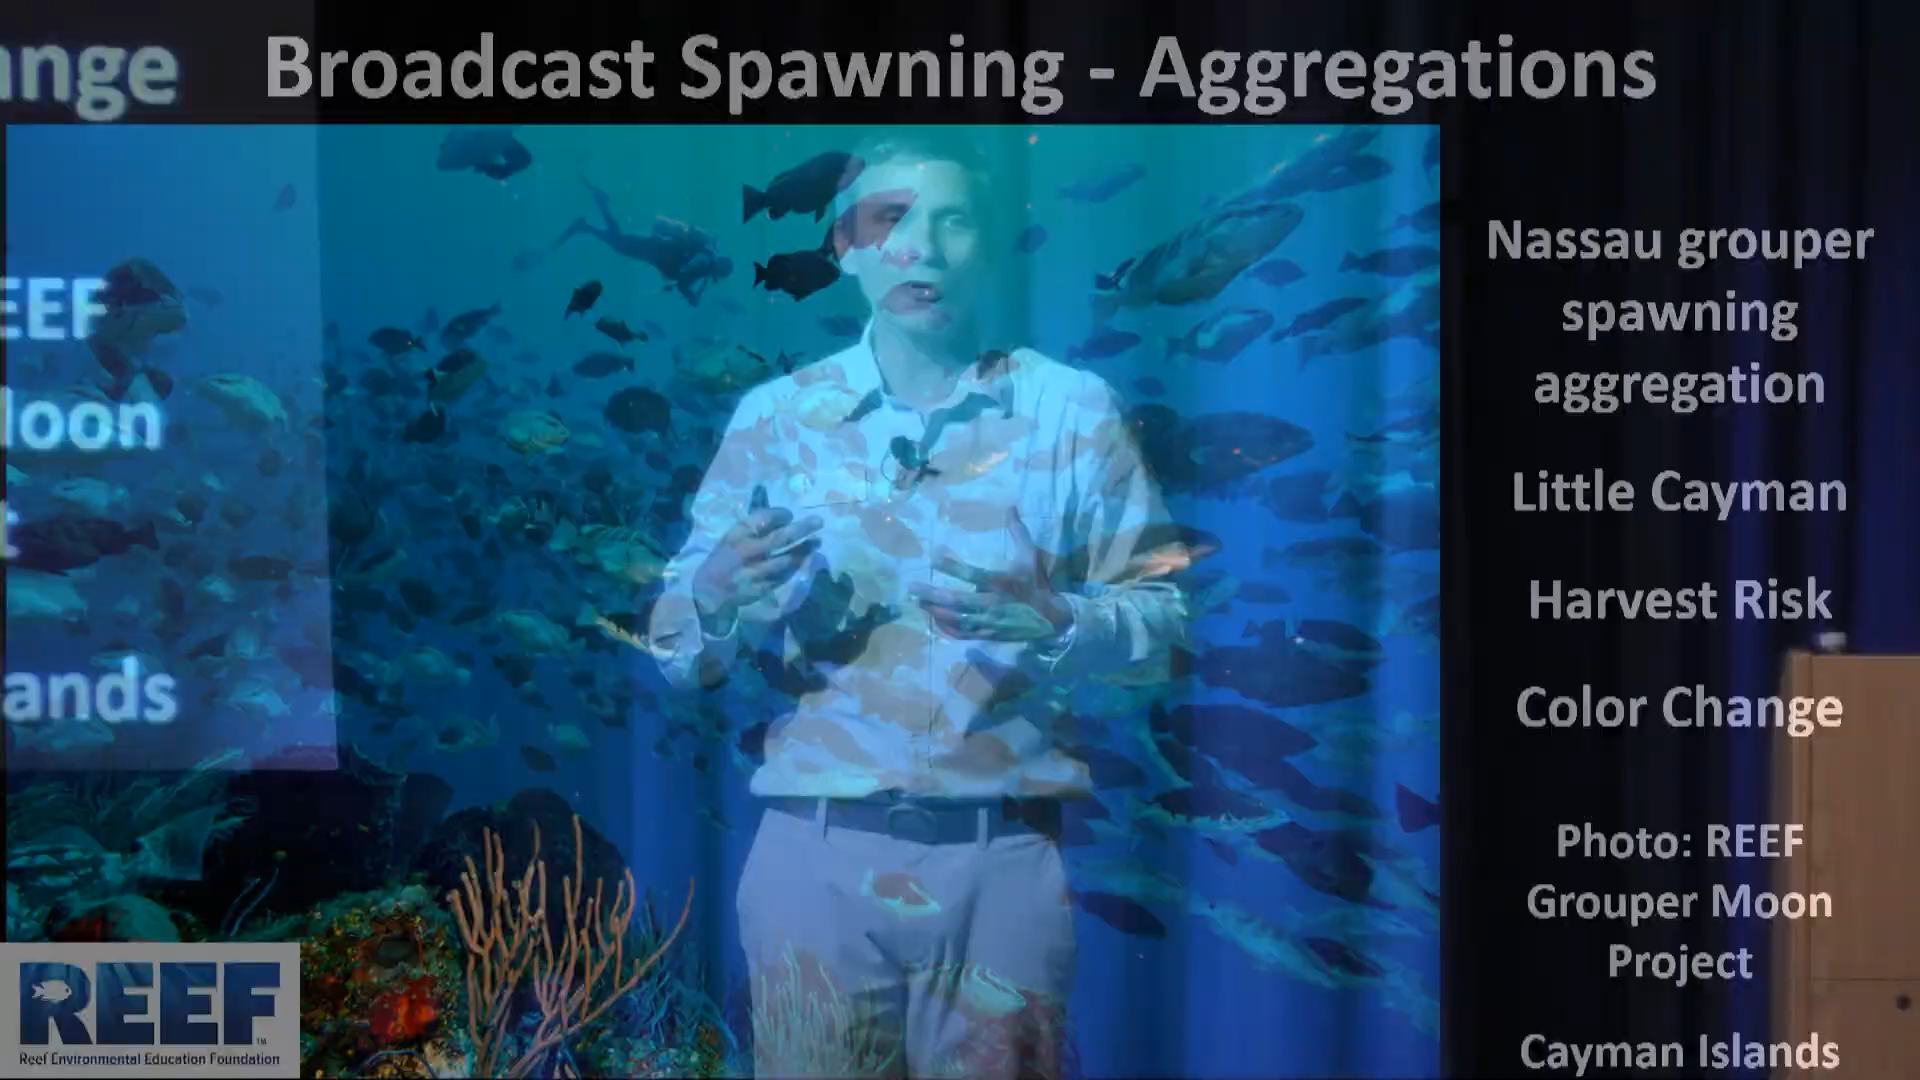 Broadcast Spawning - Aggregations
ange
Nassau grouper
spawning
aggregation
Little Cayman
Harvest Risk
Color Change
Photo: REEF
Grouper Moon
Project
Cayman Islands
EEF
loon
t
ands
REEF
Reef Environmental Education Foundation